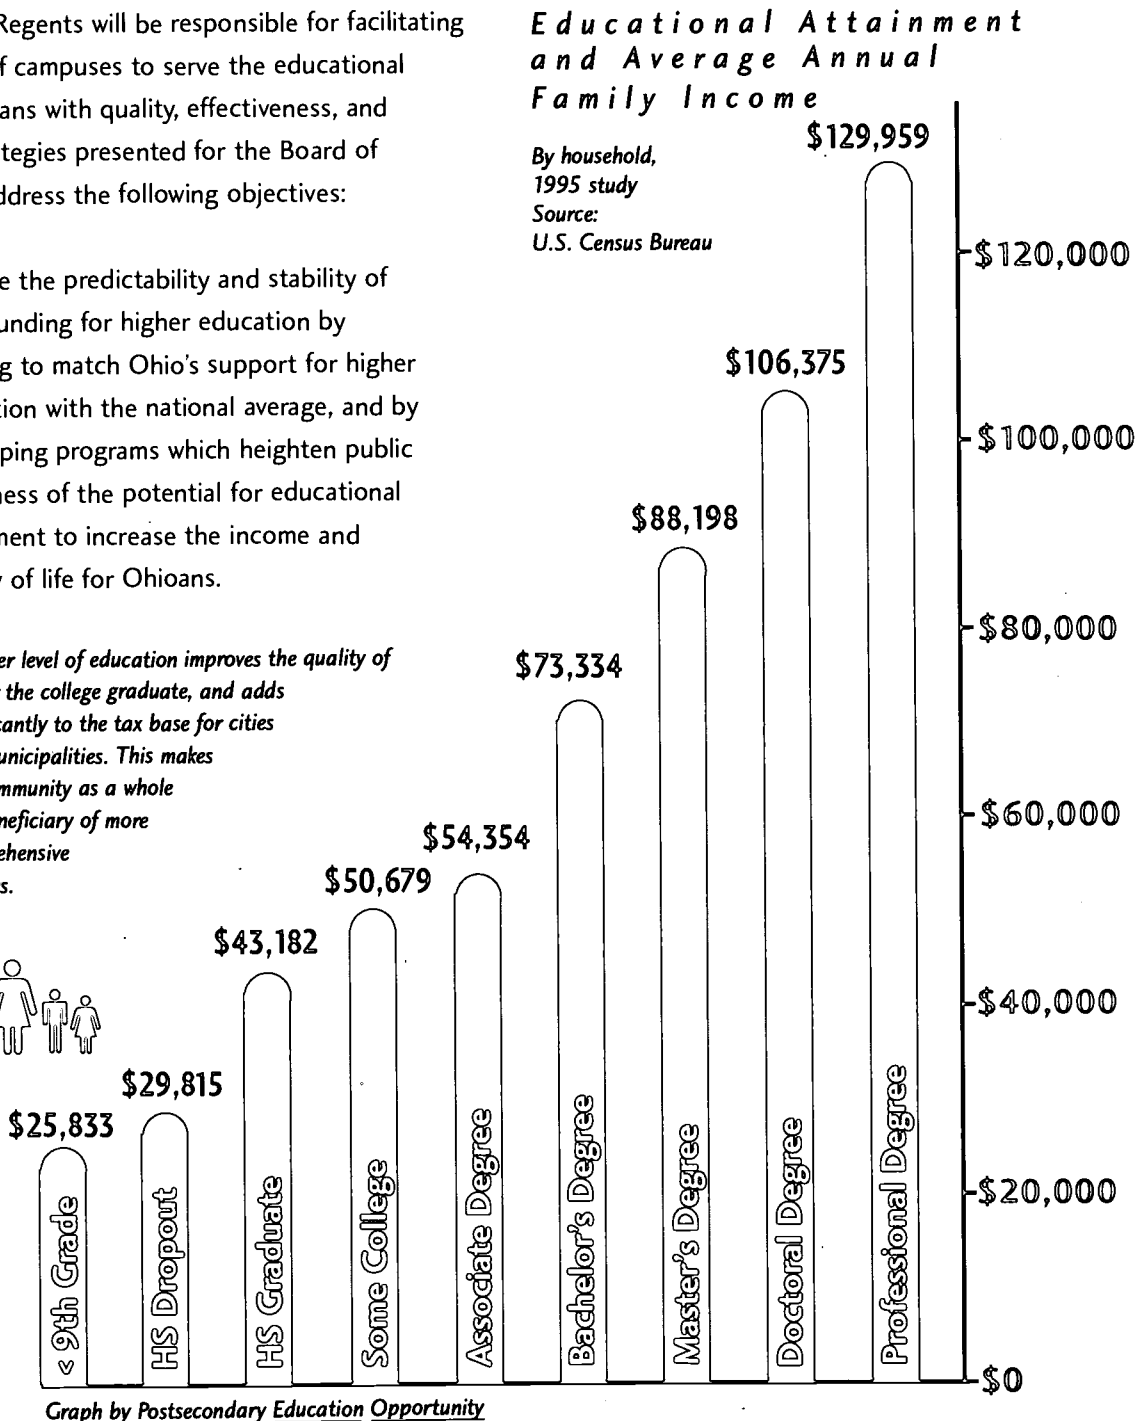 Regents will be responsible for facilitating
f campuses to serve the educational
ans with quality, effectiveness, and
tegies presented for the Board of
ddress the following objectives:
e the predictability and stability of
unding for higher education by
g to match Ohio's support for higher
tion with the national average, and by
ping programs which heighten public
ness of the potential for educational
ment to increase the income and
y of life for Ohioans.
er level of education improves the quality of
r the college graduate, and adds
cantly to the tax base for cities
unicipalities. This makes
mmunity as a whole
neficiary of more
ehensive
s.
Educational Attainment
and Average Annual
Family Income
By household,
1995 study
Source:
U.S. Census Bureau
$129,959
$106,375
$88,198
$73,334
$54,354
$50,679
$43,182
$29,815
$25,833
$120,000
$100,000
$80,000
$60,000
$40,000
$20,000
$0
< 9th Grade
HS Dropout
HS Graduate
Some College
Associate Degree
Bachelor's Degree
Master's Degree
Doctoral Degree
Professional Degree
Graph by Postsecondary Education Opportunity